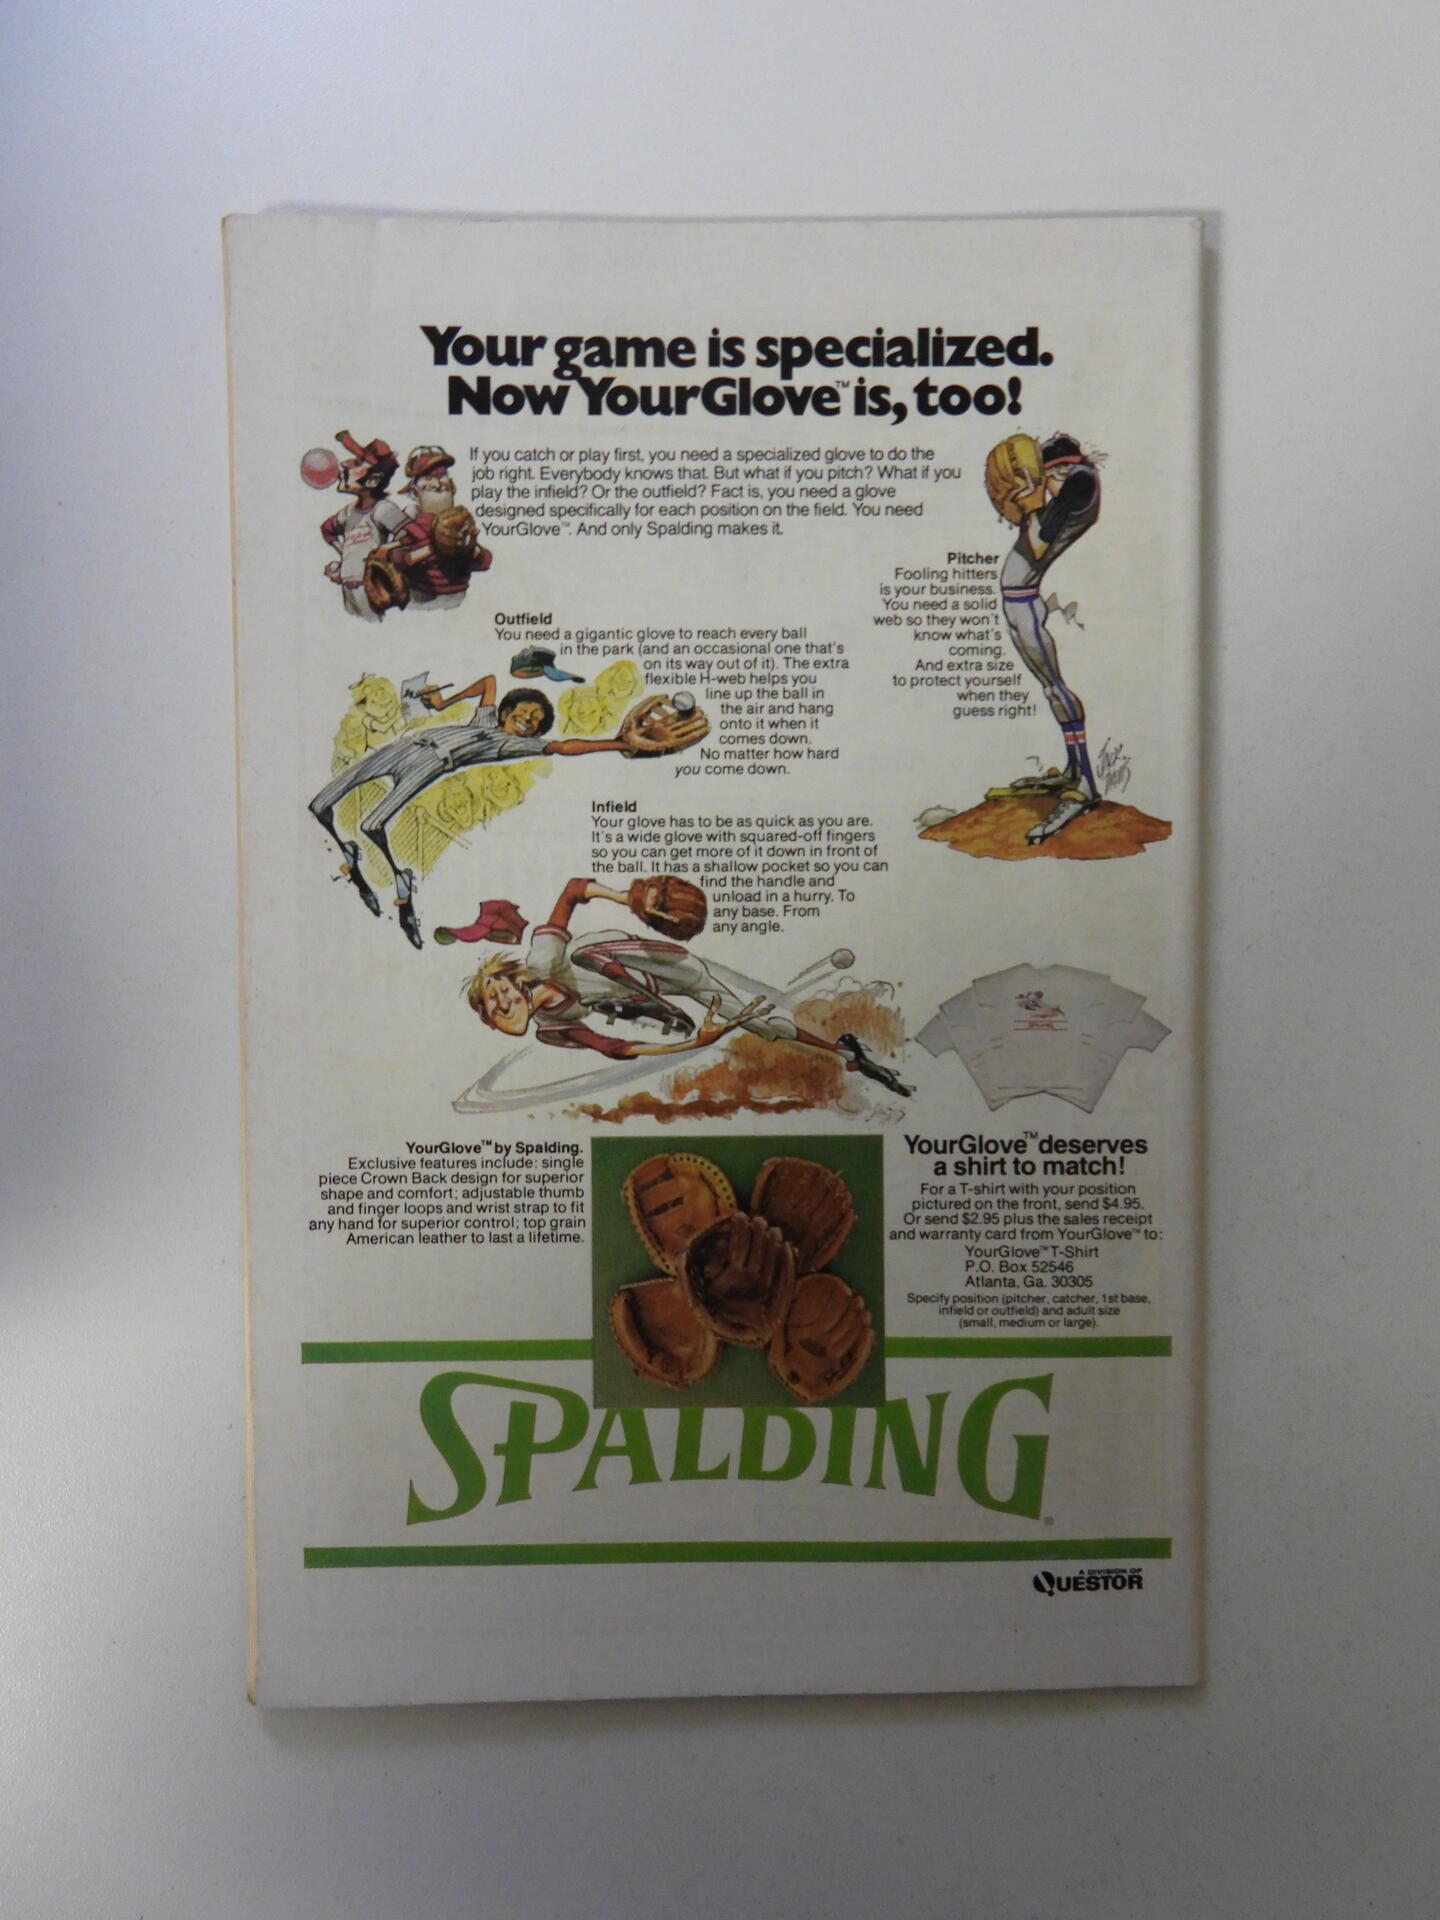 Your game is specialized.
Now YourGlove™ is, too!
If you catch or play first, you need a specialized glove to do the
job right. Everybody knows that. But what if you pitch? What if you
play the infield? Or the outfield? Fact is, you need a glove
designed specifically for each position on the field. You need
YourGlove™. And only Spalding makes it.
Pitcher
Fooling hitters
is your business.
You need a solid
web so they won't
know what's
coming.
And extra size
to protect yourself
when they
guess right!
Outfield
You need a gigantic glove to reach every ball
in the park (and an occasional one that's
on its way out of it). The extra
flexible H-web helps you
line up the ball in
the air and hang
onto it when it
comes down.
No matter how hard
you come down.
JACK
DAVIS
Infield
Your glove has to be as quick as you are.
It's a wide glove with squared-off fingers
so you can get more of it down in front of
the ball. It has a shallow pocket so you can
find the handle and
unload in a hurry. To
any base. From
any angle.
YourGlove™ by Spalding.
Exclusive features include: single
piece Crown Back design for superior
shape and comfort; adjustable thumb
and finger loops and wrist strap to fit
any hand for superior control; top grain
American leather to last a lifetime.
YourGlove™ deserves
a shirt to match!
For a T-shirt with your position
pictured on the front, send $4.95.
Or send $2.95 plus the sales receipt
and warranty card from YourGlove™ to:
YourGlove™ T-Shirt
P.O. Box 52546
Atlanta, Ga. 30305
Specify position (pitcher, catcher, 1st base,
infield or outfield) and adult size
(small, medium or large).
SPALDING®
A DIVISION OF
QUESTOR